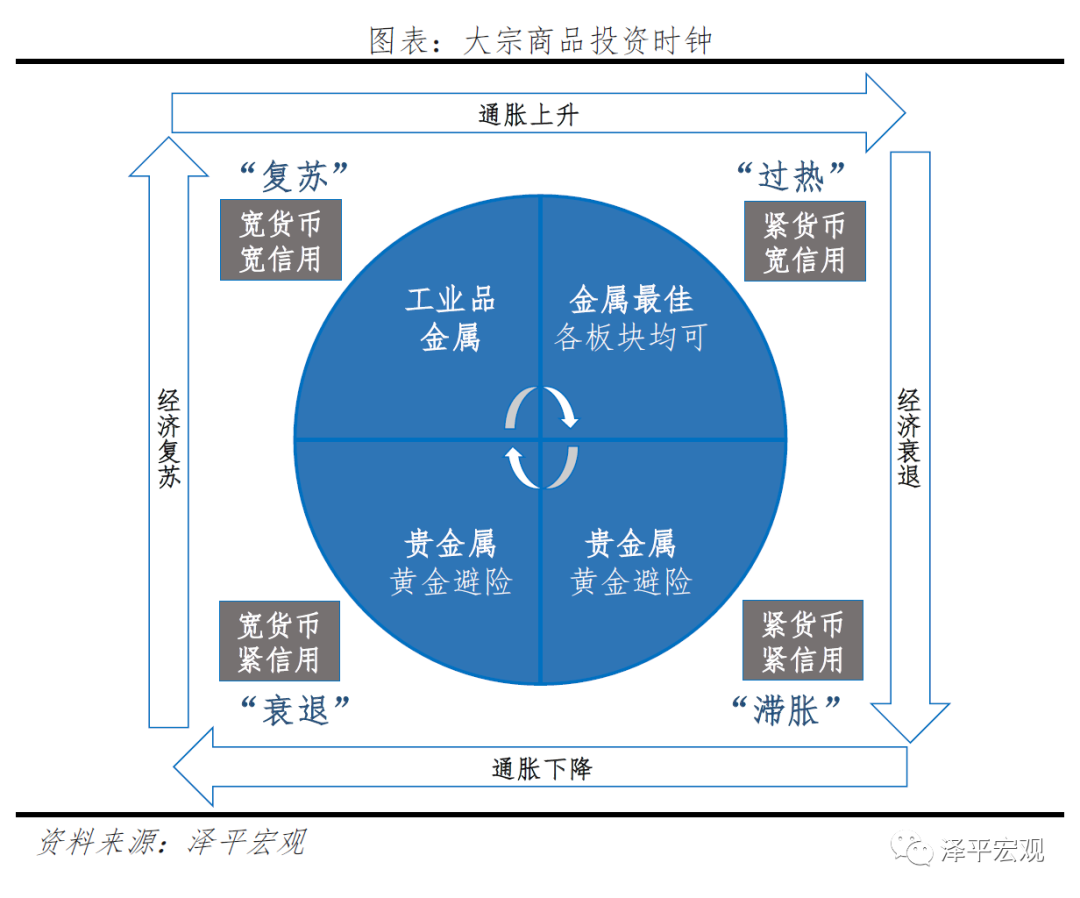 图表：大宗商品投资时钟
通胀上升
“复苏”
宽货币
宽信用
“过热”
紧货币
宽信用
工业品
金属
金属最佳
各板块均可
经济复苏
经济衰退
贵金属
黄金避险
贵金属
黄金避险
宽货币
紧信用
“衰退”
紧货币
紧信用
“滞胀”
通胀下降
资料来源：泽平宏观
泽平宏观